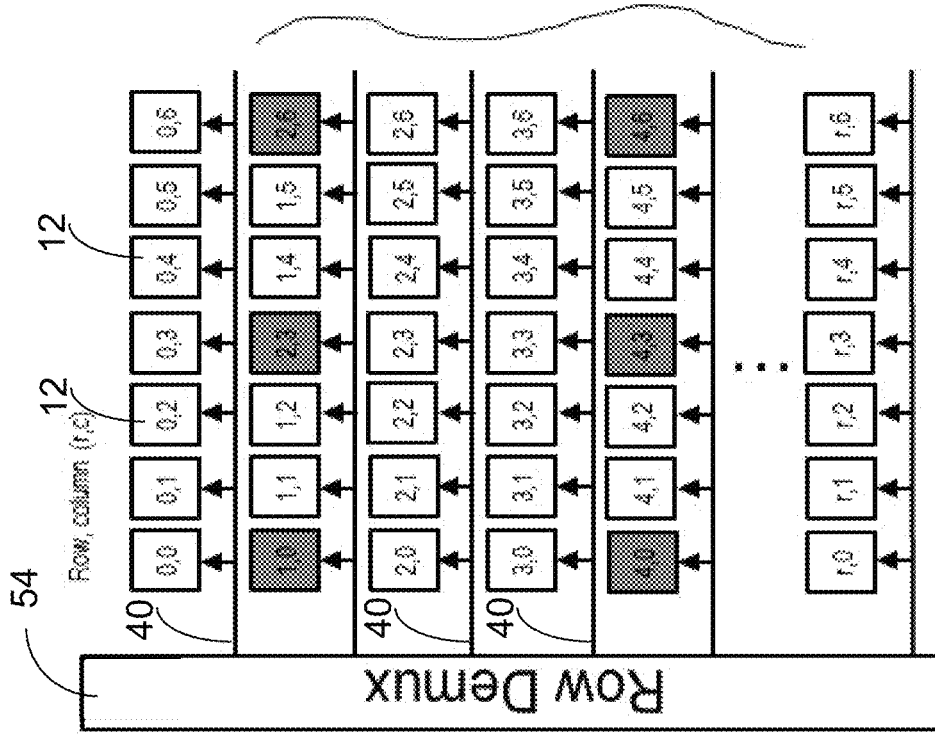 54
Row, column (r,c)
12
12
0,0 0,1 0,2 0,3 0,4 0,5 0,6
40
1,0 1,1 1,2 2,3 1,4 1,5 2,6
2,0 2,1 2,2 2,3 2,4 2,5 2,6
40
3,0 3,1 3,2 3,3 3,4 3,5 3,6
40
4,0 4,1 4,2 4,3 4,4 4,5 4,6
r,0 r,1 r,2 r,3 r,4 r,5 r,6
Row Demux